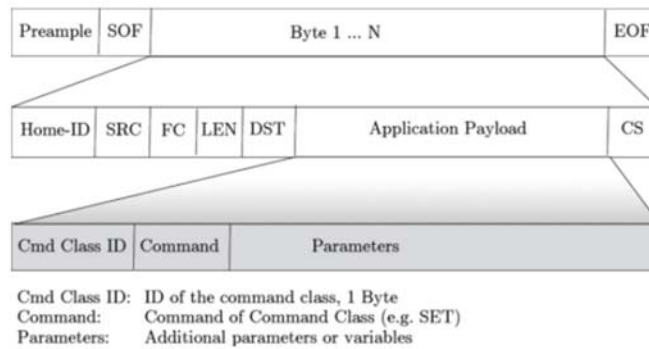 Preample SOF Byte 1 ... N EOF
Home-ID SRC FC LEN DST Application Payload CS
Cmd Class ID Command Parameters
Cmd Class ID: ID of the command class, 1 Byte
Command: Command of Command Class (e.g. SET)
Parameters: Additional parameters or variables